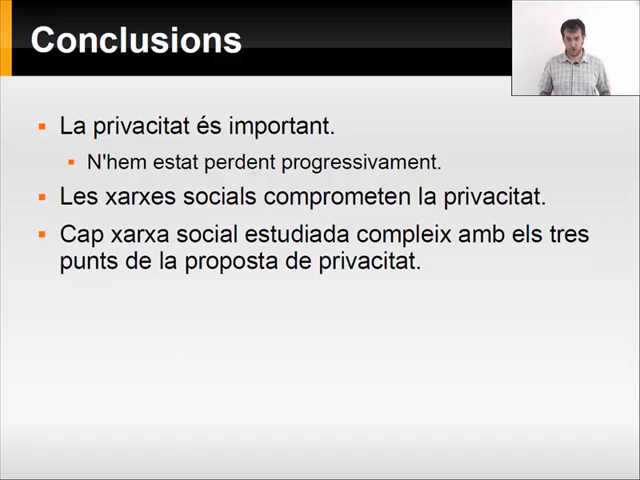 Conclusions
La privacitat és important.
N'hem estat perdent progressivament.
Les xarxes socials comprometen la privacitat.
Cap xarxa social estudiada compleix amb els tres
punts de la proposta de privacitat.